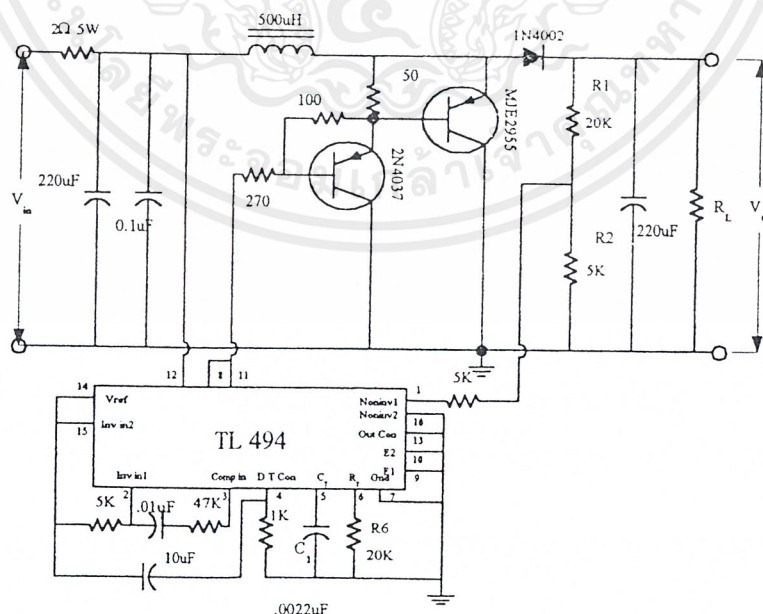 500uH
2Ω 5W
1N4002
50
R1
100
20K
MJE2955
2N4037
220uF
270
V in
0.1uF
R2
220uF
R L
5K
12
8
11
14
Vref
1
5K
Noninv1
Noninv2
16
15
Inv in2
Out Con
13
TL 494
E2
10
E1
9
Inv in1
Comp in
D T Con
C T
R T
Gnd
2
3
4
5
6
7
5K
.01uF
47K
1K
R6
10uF
C 1
20K
.0022uF